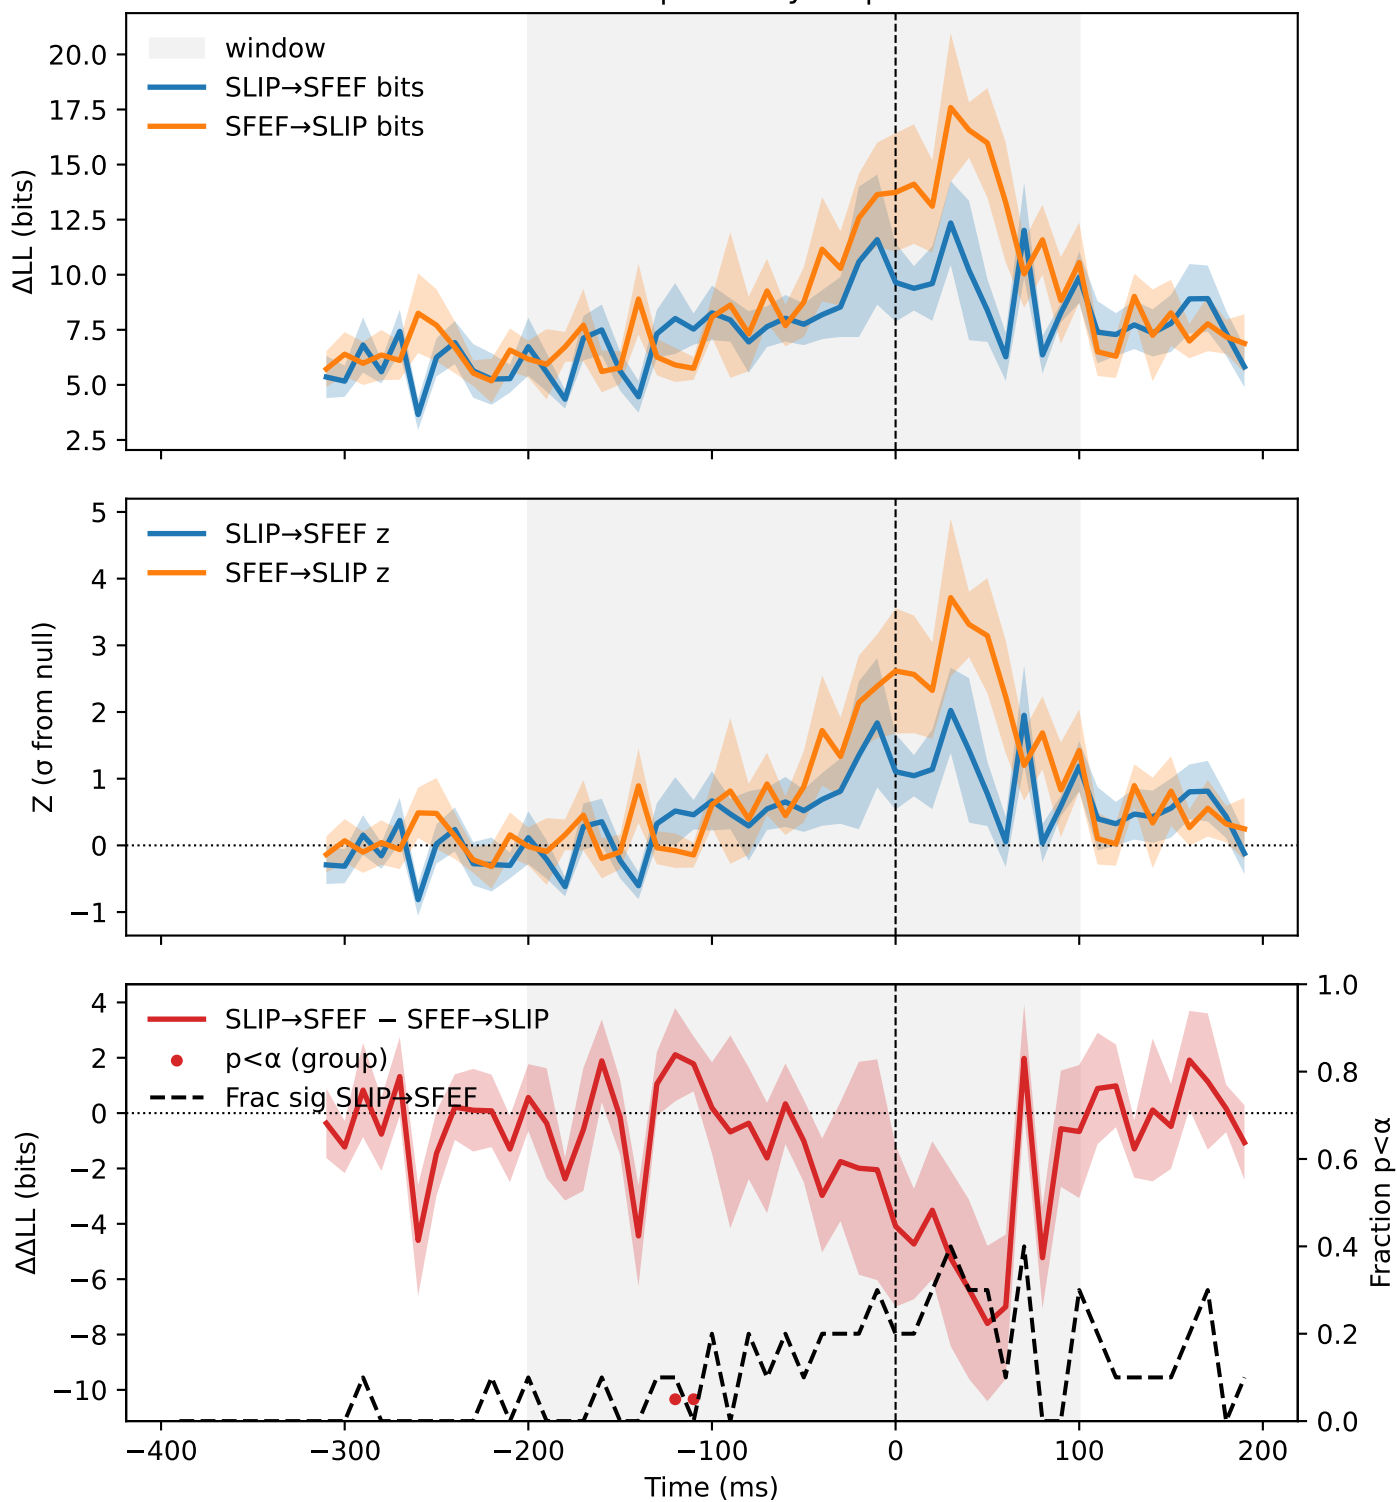 20.0
17.5
15.0
12.5
10.0
7.5
5.0
2.5
ΔLL (bits)
window
SLIP→SFEF bits
SFEF→SLIP bits
5
4
3
2
1
0
−1
Z (σ from null)
SLIP→SFEF z
SFEF→SLIP z
4
2
0
−2
−4
−6
−8
−10
ΔΔLL (bits)
SLIP→SFEF − SFEF→SLIP
p<α (group)
Frac sig SLIP→SFEF
1.0
0.8
0.6
0.4
0.2
0.0
Fraction p<α
−400 −300 −200 −100 0 100 200
Time (ms)